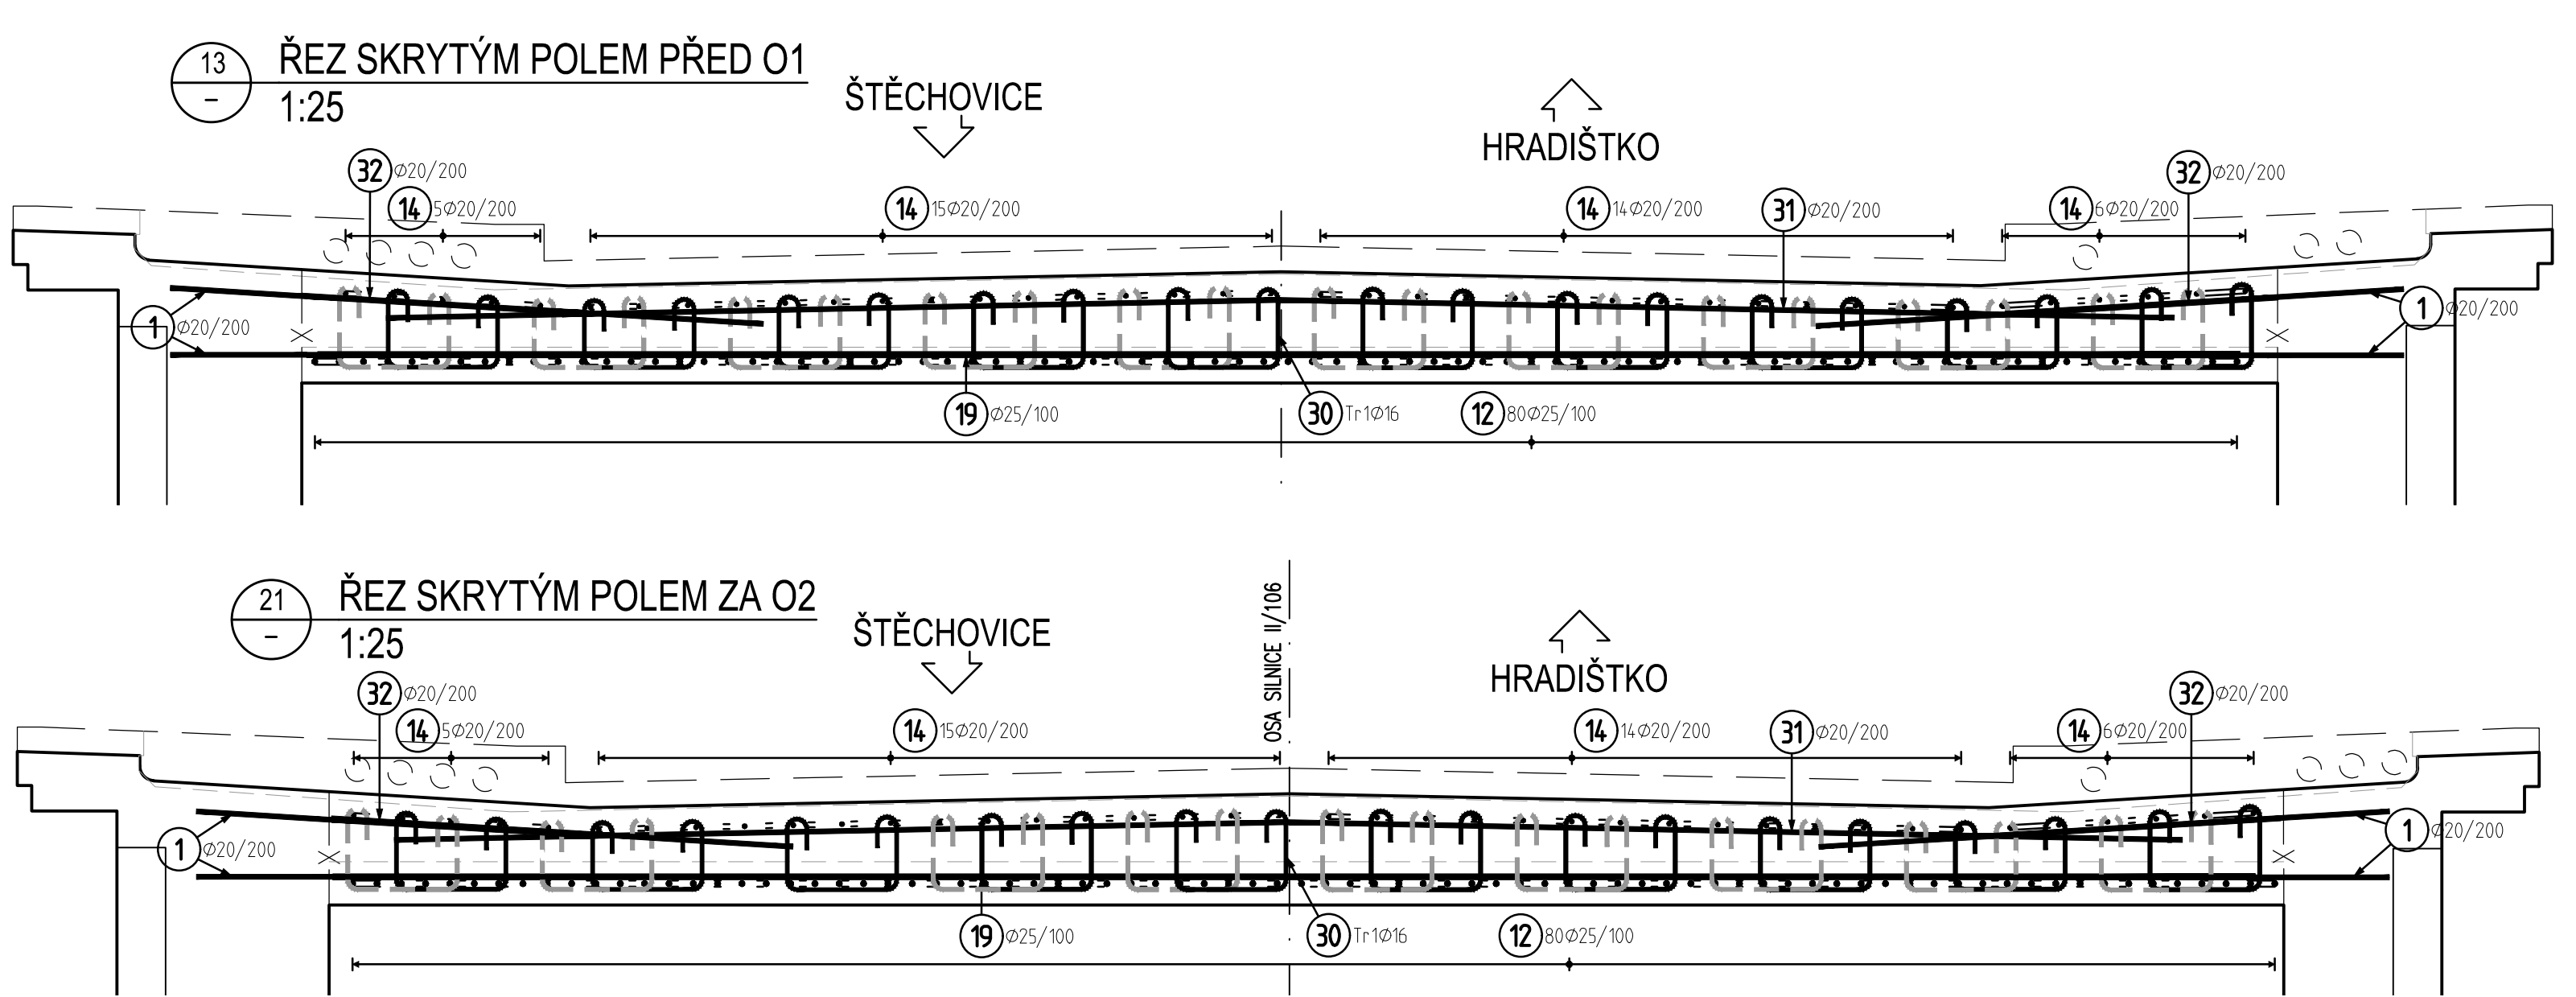 13
–
ŘEZ SKRYTÝM POLEM PŘED O1
1:25
ŠTĚCHOVICE
HRADIŠTKO
32 Ø20/200
14 5Ø20/200
14 15Ø20/200
14 14Ø20/200
31 Ø20/200
14 6Ø20/200
32 Ø20/200
1 Ø20/200
1 Ø20/200
19 Ø25/100
30 Tr1Ø16
12 80Ø25/100
21
–
ŘEZ SKRYTÝM POLEM ZA O2
1:25
ŠTĚCHOVICE
OSA SILNICE II/106
HRADIŠTKO
32 Ø20/200
14 5Ø20/200
14 15Ø20/200
14 14Ø20/200
31 Ø20/200
14 6Ø20/200
32 Ø20/200
1 Ø20/200
1 Ø20/200
19 Ø25/100
30 Tr1Ø16
12 80Ø25/100